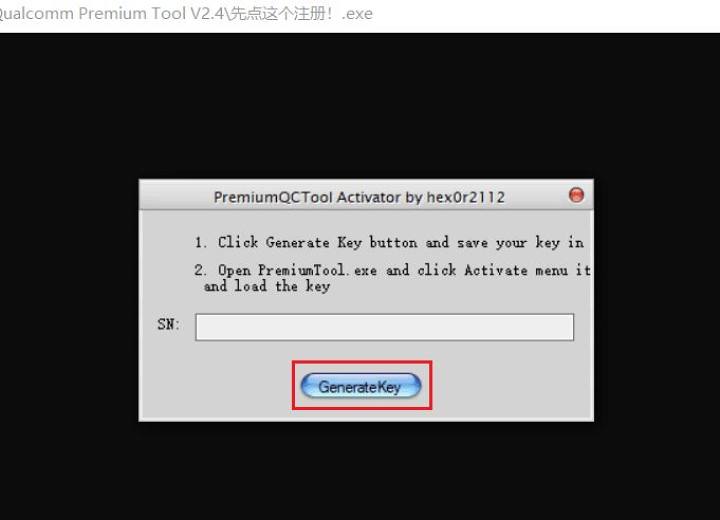 Qualcomm Premium Tool V2.4\先点这个注册！.exe
PremiumQCTool Activator by hex0r2112
1. Click Generate Key button and save your key in
2. Open PremiumTool.exe and click Activate menu it
and load the key
SN:
GenerateKey